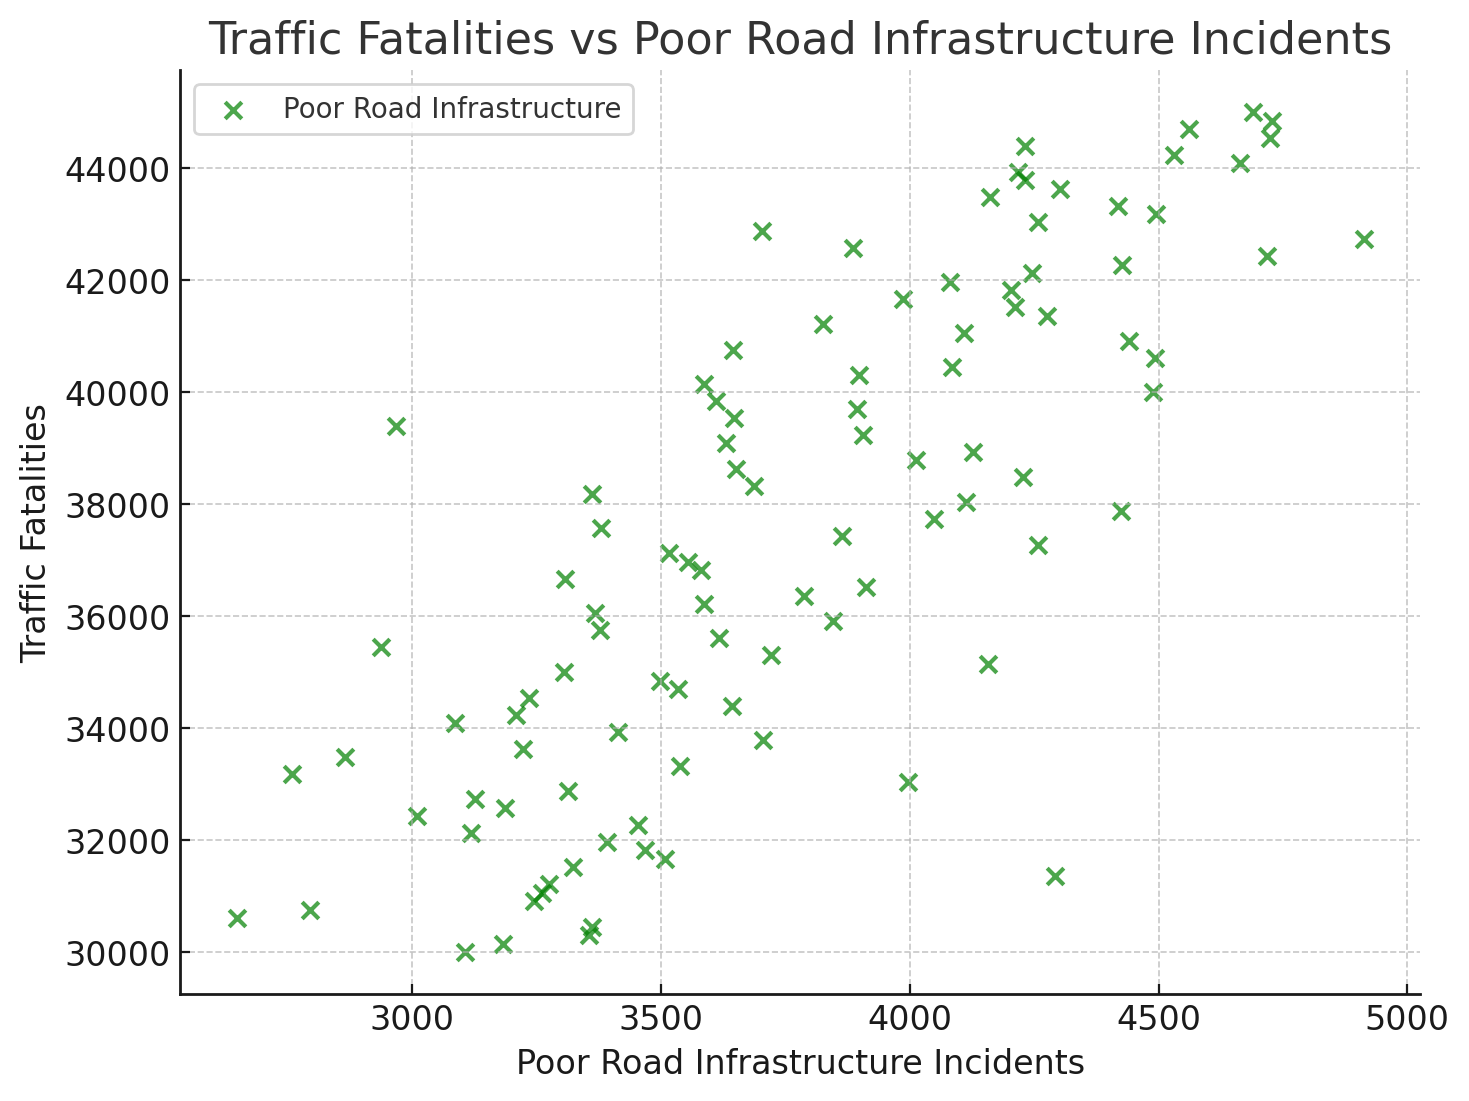 Traffic Fatalities vs Poor Road Infrastructure Incidents
Poor Road Infrastructure
44000
42000
40000
38000
36000
34000
32000
30000
Traffic Fatalities
3000 3500 4000 4500 5000
Poor Road Infrastructure Incidents